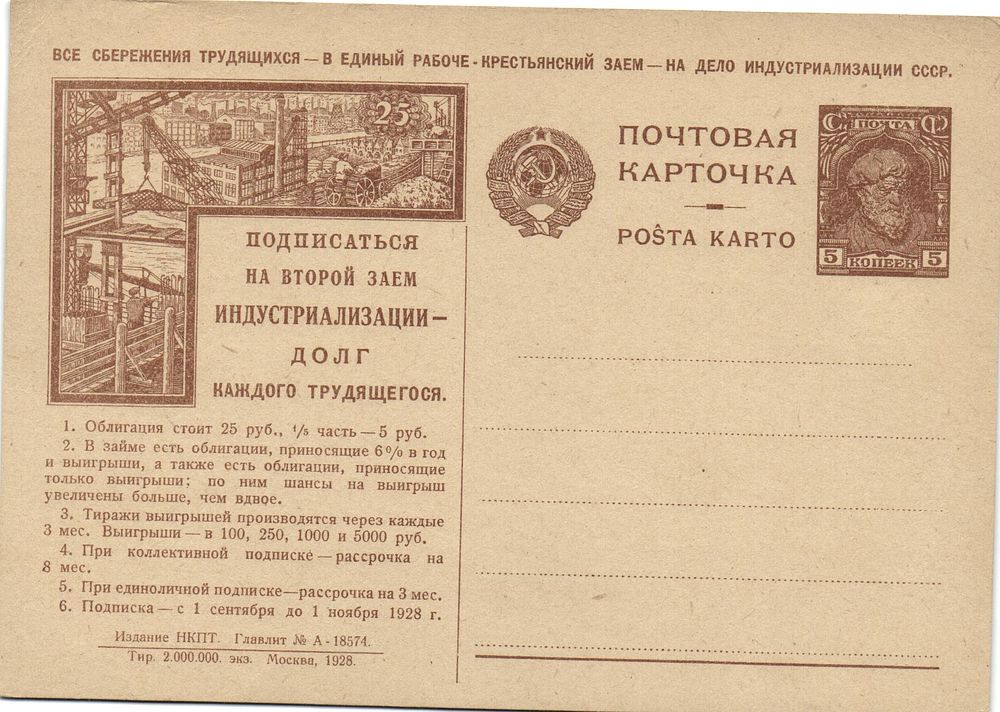 ВСЕ СБЕРЕЖЕНИЯ ТРУДЯЩИХСЯ — В ЕДИНЫЙ РАБОЧЕ-КРЕСТЬЯНСКИЙ ЗАЕМ — НА ДЕЛО ИНДУСТРИАЛИЗАЦИИ СССР.
25
ПОДПИСАТЬСЯ
НА ВТОРОЙ ЗАЕМ
ИНДУСТРИАЛИЗАЦИИ —
ДОЛГ
КАЖДОГО ТРУДЯЩЕГОСЯ.
1. Облигация стоит 25 руб., 1/5 часть — 5 руб.
2. В займе есть облигации, приносящие 6% в год
и выигрыши, а также есть облигации, приносящие
только выигрыши; по ним шансы на выигрыш
увеличены больше, чем вдвое.
3. Тиражи выигрышей производятся через каждые
3 мес. Выигрыши — в 100, 250, 1000 и 5000 руб.
4. При коллективной подписке — рассрочка на
8 мес.
5. При единоличной подписке — рассрочка на 3 мес.
6. Подписка — с 1 сентября до 1 ноября 1928 г.
Издание НКПТ. Главлит № А-18574.
Тир. 2.000.000. экз. Москва, 1928.
ПОЧТОВАЯ
КАРТОЧКА
POŜTA KARTO
ПОЧТА
5 КОПЕЕК 5